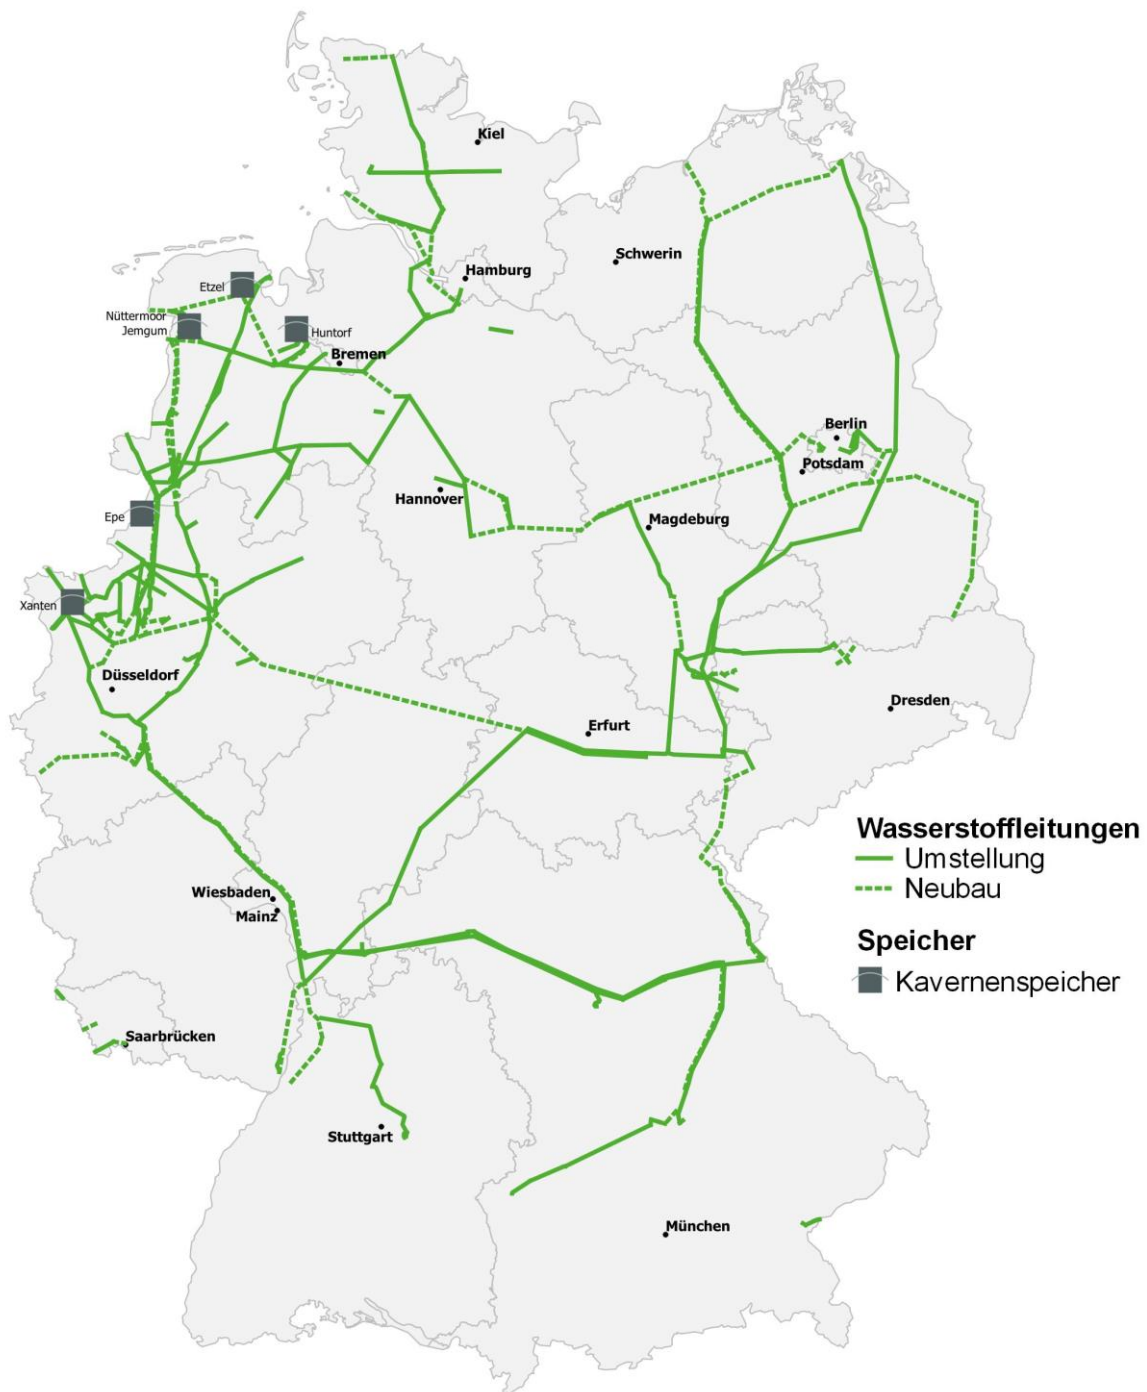 Kiel
Schwerin
Hamburg
Etzel
Nüttermoor
Jemgum
Huntorf
Bremen
Berlin
Potsdam
Hannover
Magdeburg
Epe
Xanten
Düsseldorf
Erfurt
Dresden
Wasserstoffleitungen
Umstellung
Neubau
Speicher
Kavernenspeicher
Wiesbaden
Mainz
Saarbrücken
Stuttgart
München